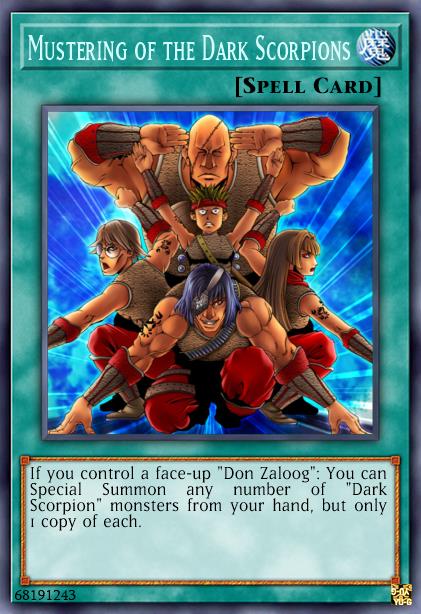 Mustering of the Dark Scorpions
魔
[Spell Card]
If you control a face-up "Don Zaloog": You can
Special Summon any number of "Dark
Scorpion" monsters from your hand, but only
1 copy of each.
68191243